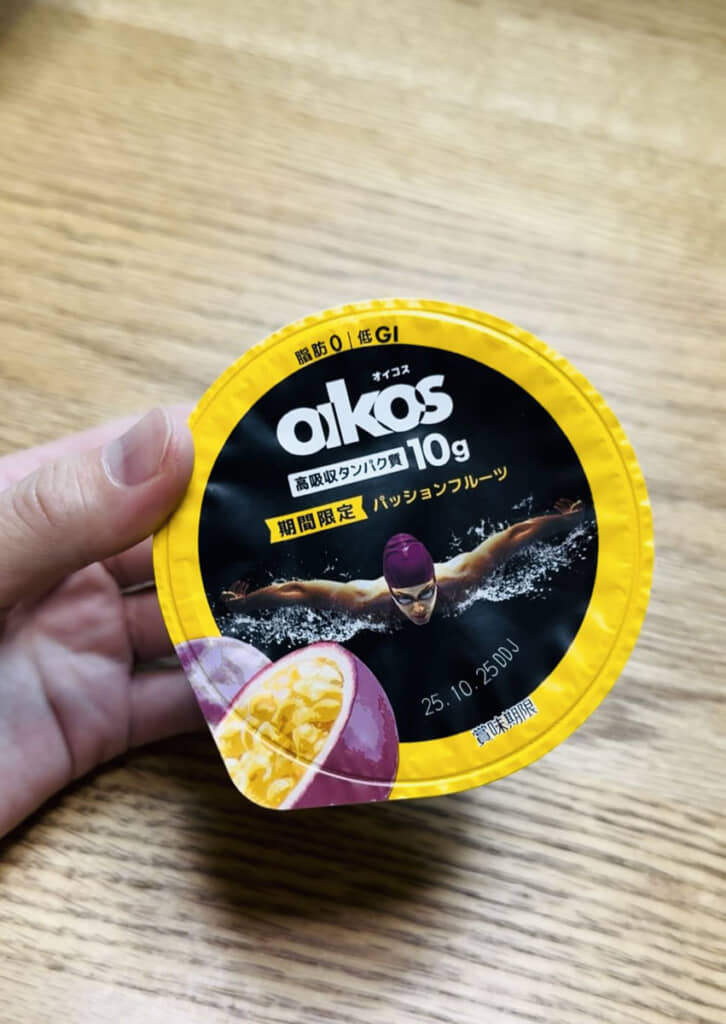 脂肪0|低GI
オイコス
oikos
高吸収タンパク質 10g
期間限定 パッションフルーツ
25.10.25DDJ
賞味期限